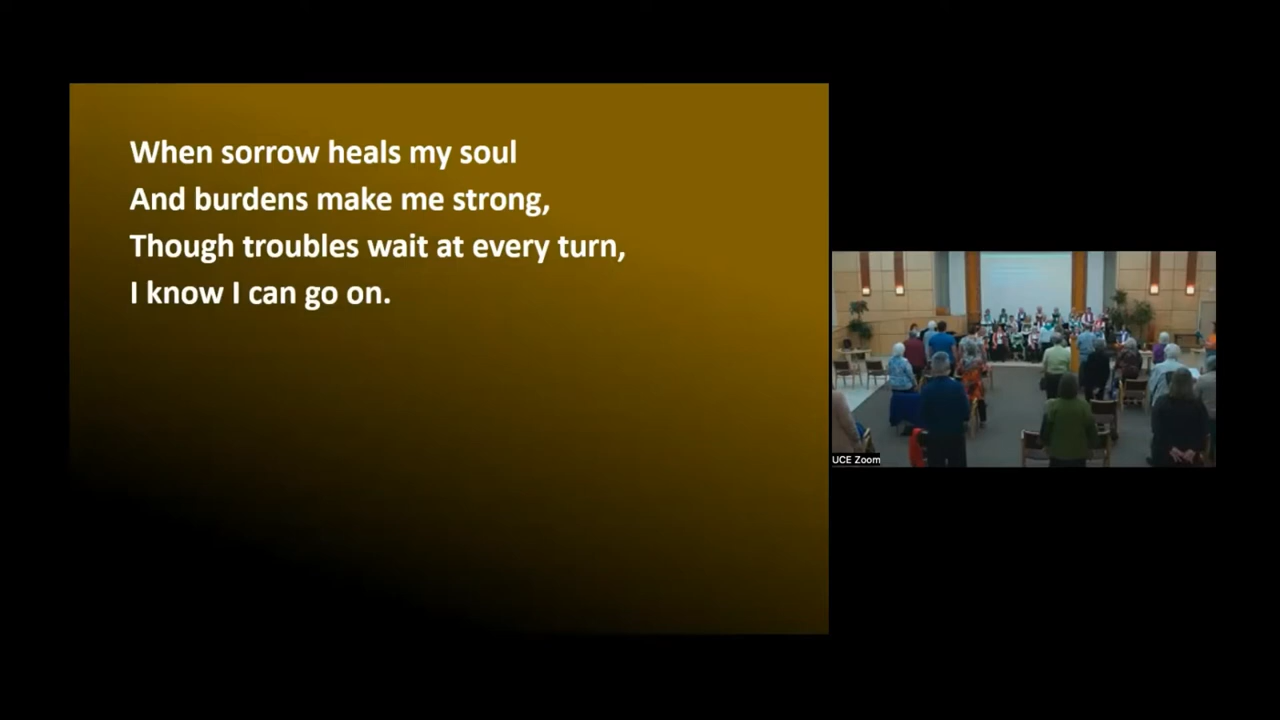 When sorrow heals my soul
And burdens make me strong,
Though troubles wait at every turn,
I know I can go on.
UCE Zoom